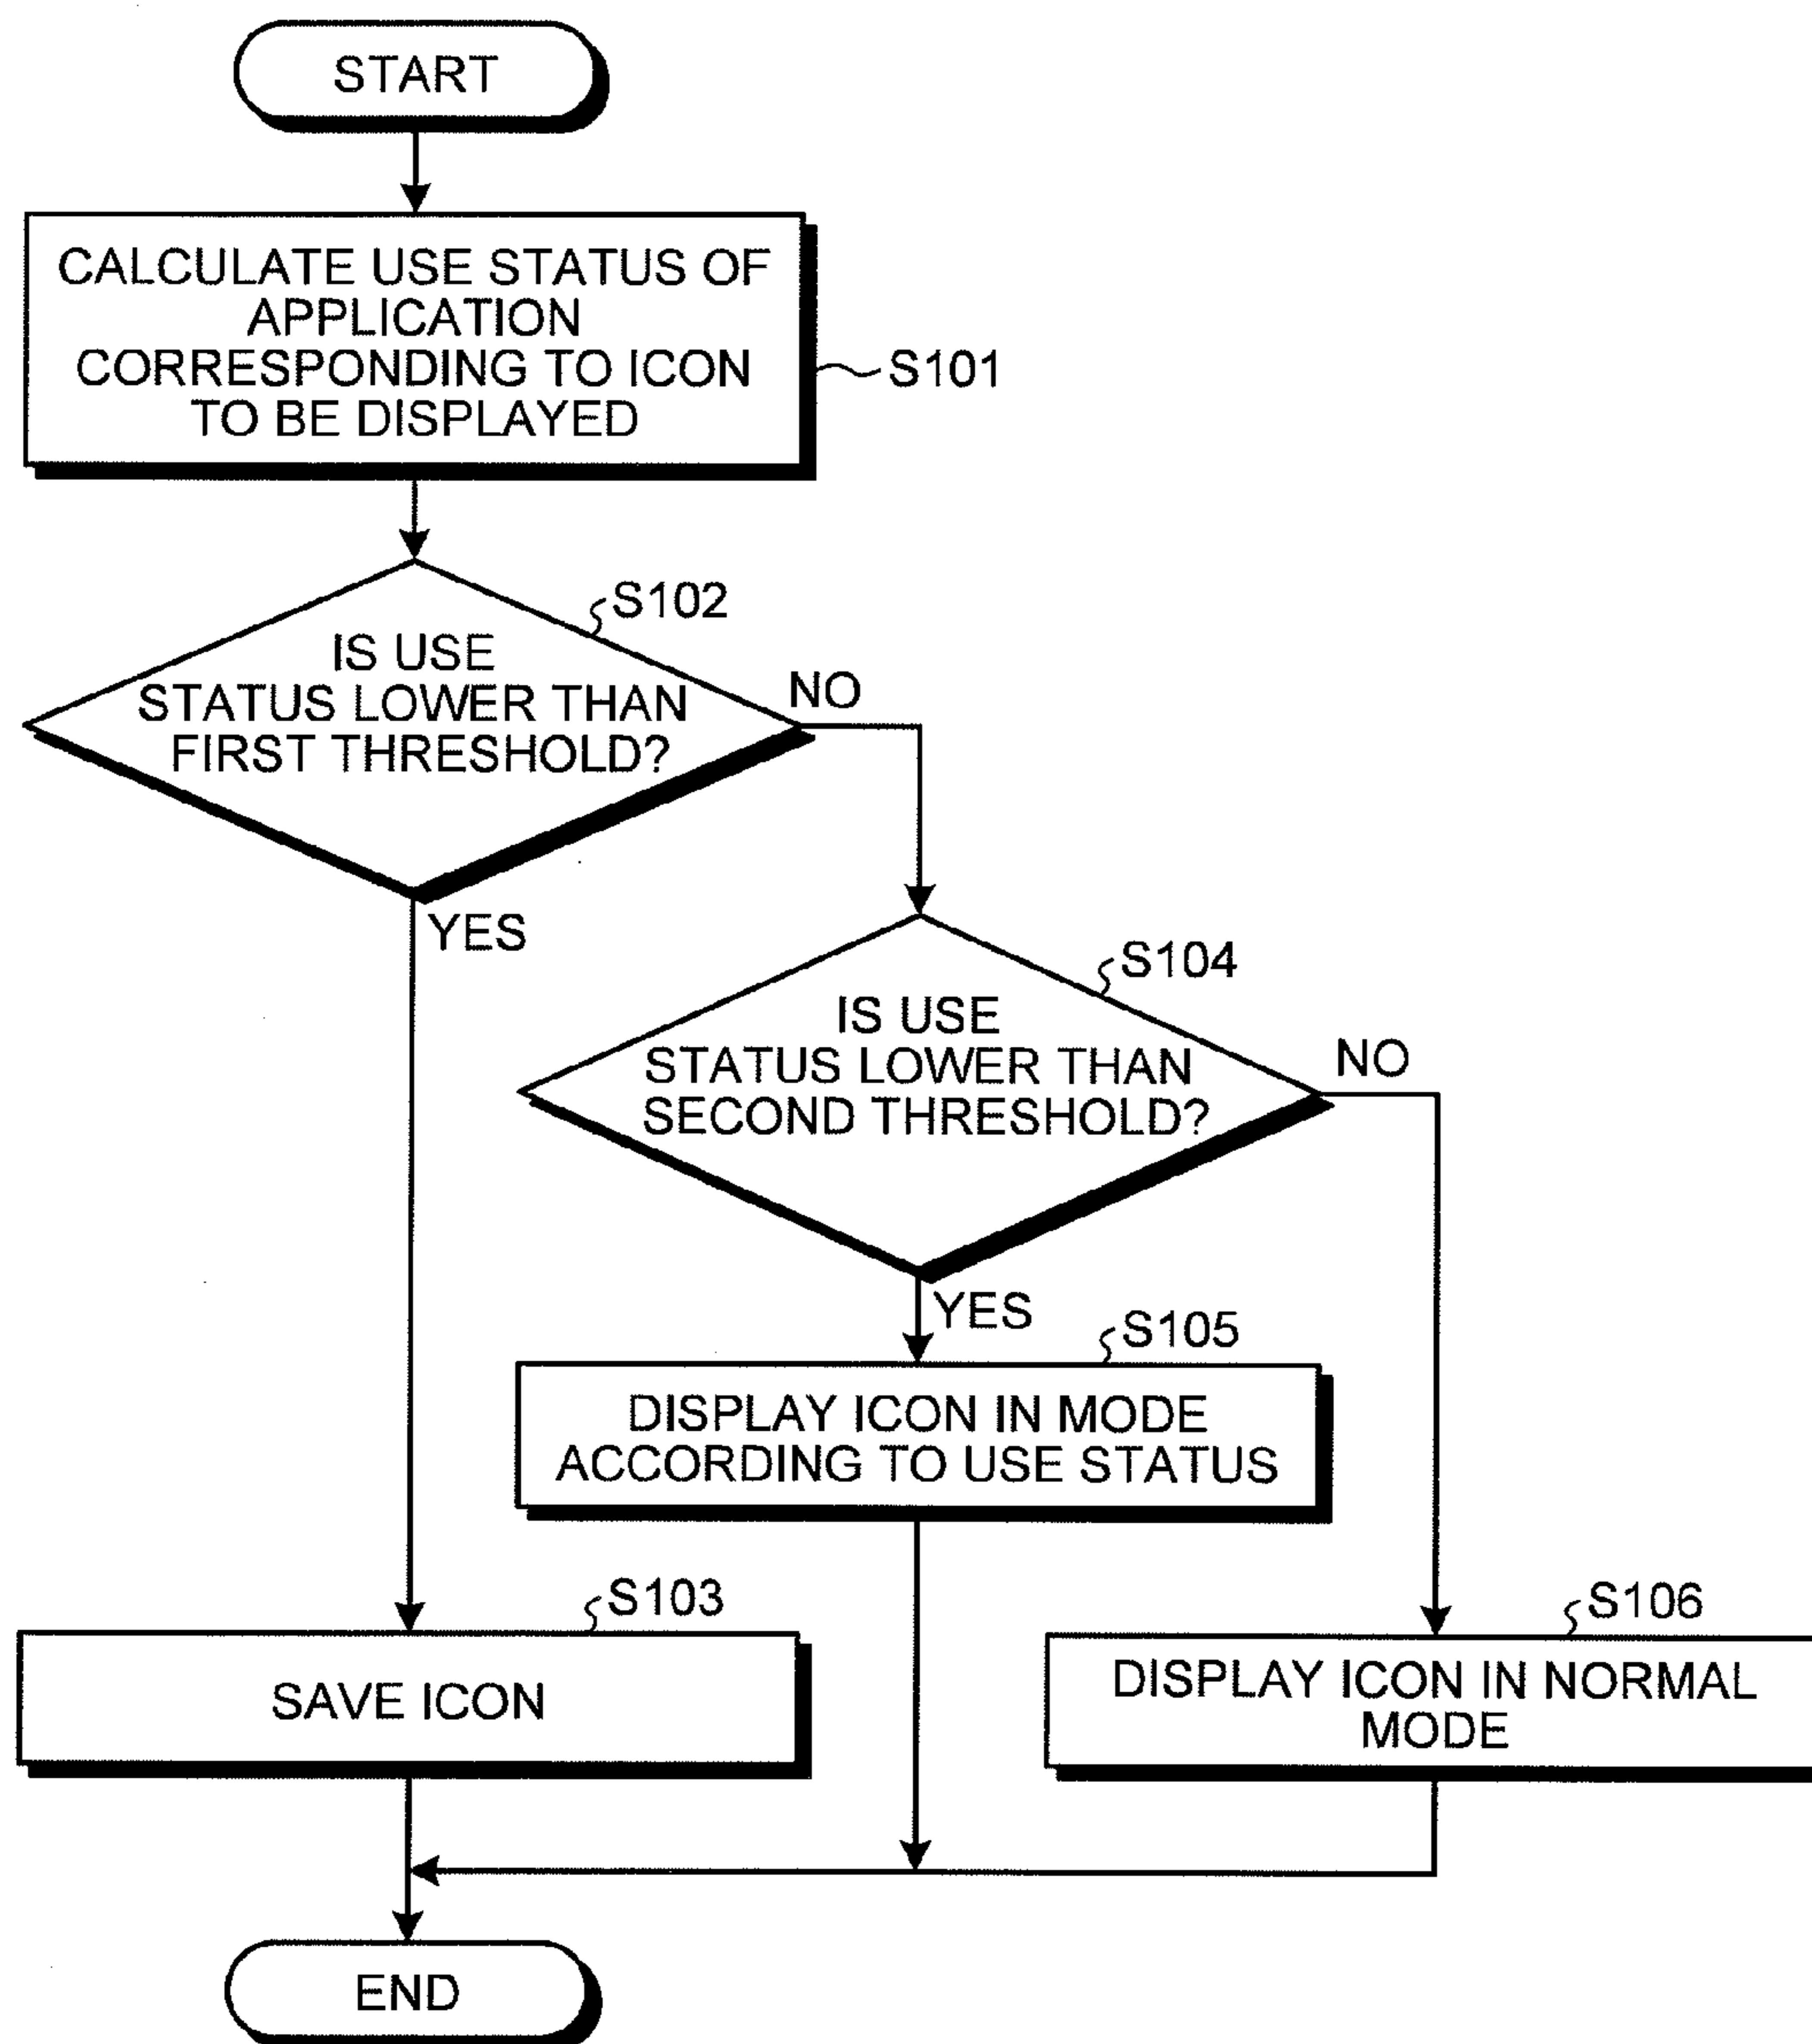 START
CALCULATE USE STATUS OF
APPLICATION
CORRESPONDING TO ICON
TO BE DISPLAYED
S101
S102
IS USE
STATUS LOWER THAN
FIRST THRESHOLD?
NO
YES
S104
IS USE
STATUS LOWER THAN
SECOND THRESHOLD?
NO
YES
S105
DISPLAY ICON IN MODE
ACCORDING TO USE STATUS
S103
SAVE ICON
S106
DISPLAY ICON IN NORMAL
MODE
END